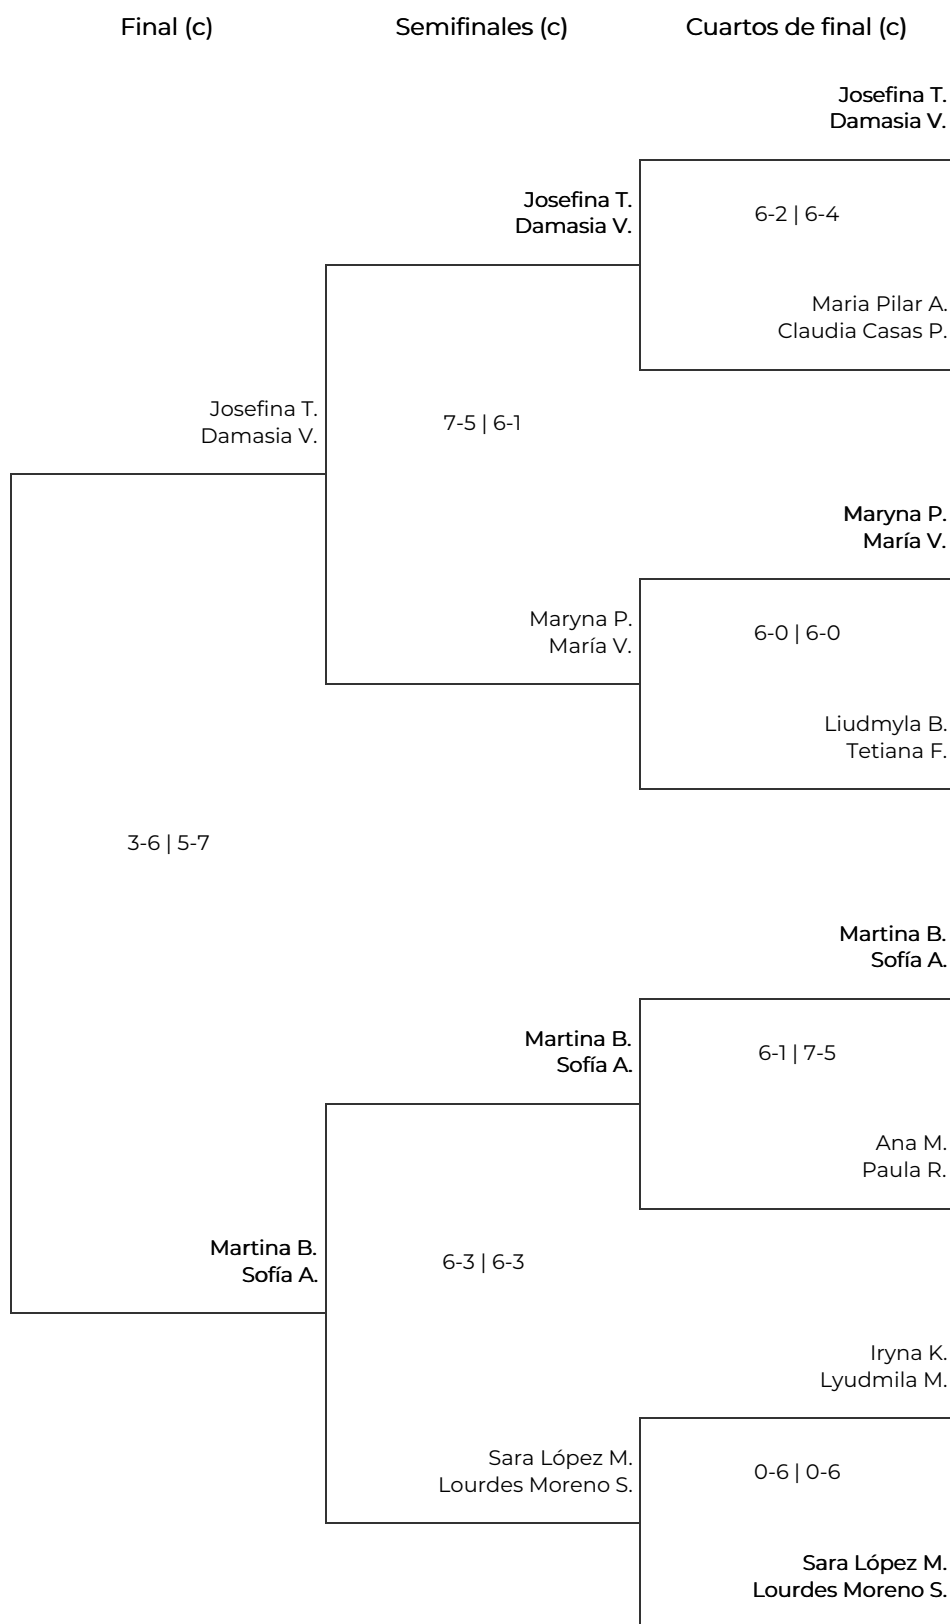 Final (c)
Semifinales (c)
Cuartos de final (c)
Josefina T.
Damasia V.
Josefina T.
Damasia V.
6-2 | 6-4
Maria Pilar A.
Claudia Casas P.
Josefina T.
Damasia V.
7-5 | 6-1
Maryna P.
María V.
Maryna P.
María V.
6-0 | 6-0
Liudmyla B.
Tetiana F.
3-6 | 5-7
Martina B.
Sofía A.
Martina B.
Sofía A.
6-1 | 7-5
Ana M.
Paula R.
Martina B.
Sofía A.
6-3 | 6-3
Iryna K.
Lyudmila M.
Sara López M.
Lourdes Moreno S.
0-6 | 0-6
Sara López M.
Lourdes Moreno S.